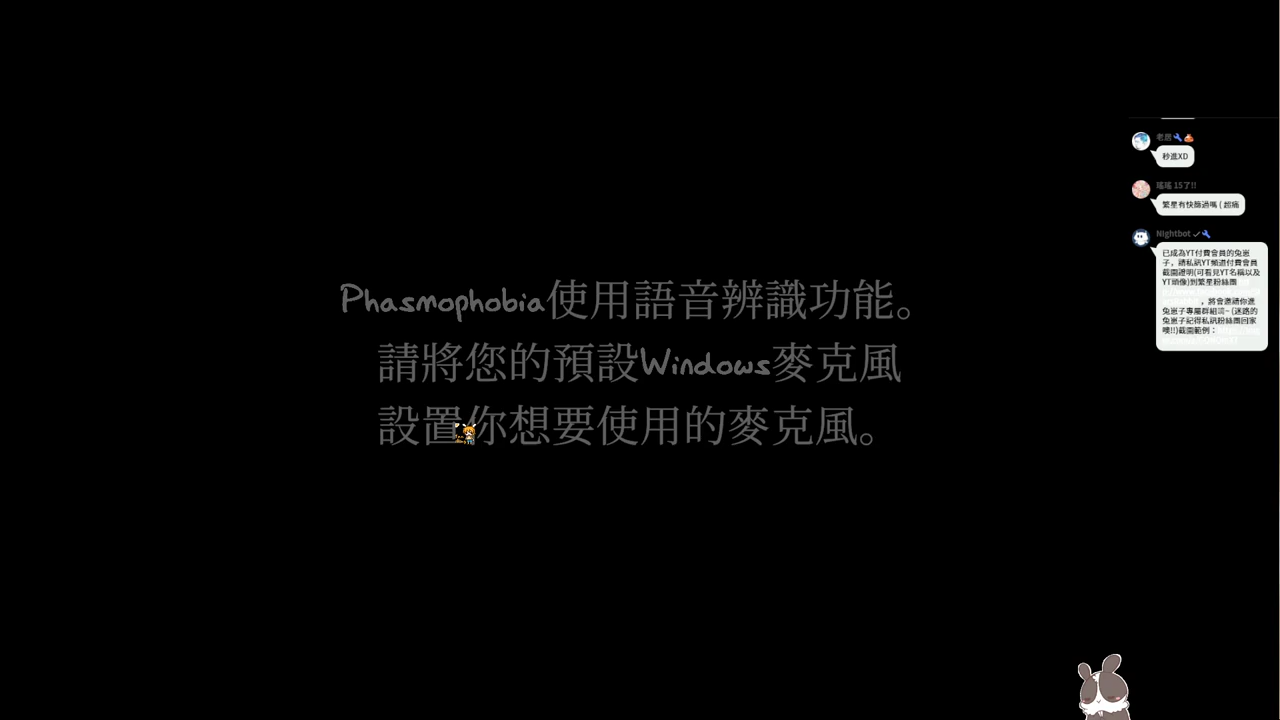 Phasmophobia使用語音辨識功能。
請將您的預設Windows麥克風
設置你想要使用的麥克風。
老居
秒進XD
瑤瑤 15了!!
繁星有快篩過嗎 ( 超痛
Nightbot
已成為YT付費會員的兔崽
子，請私訊YT頻道付費會員
截圖證明(可看見YT名稱以及
YT頭像)到繁星粉絲團
，將會邀請你進
兔崽子專屬群組唷~ (迷路的
兔崽子記得私訊粉絲團回家
噢!!)截圖範例：